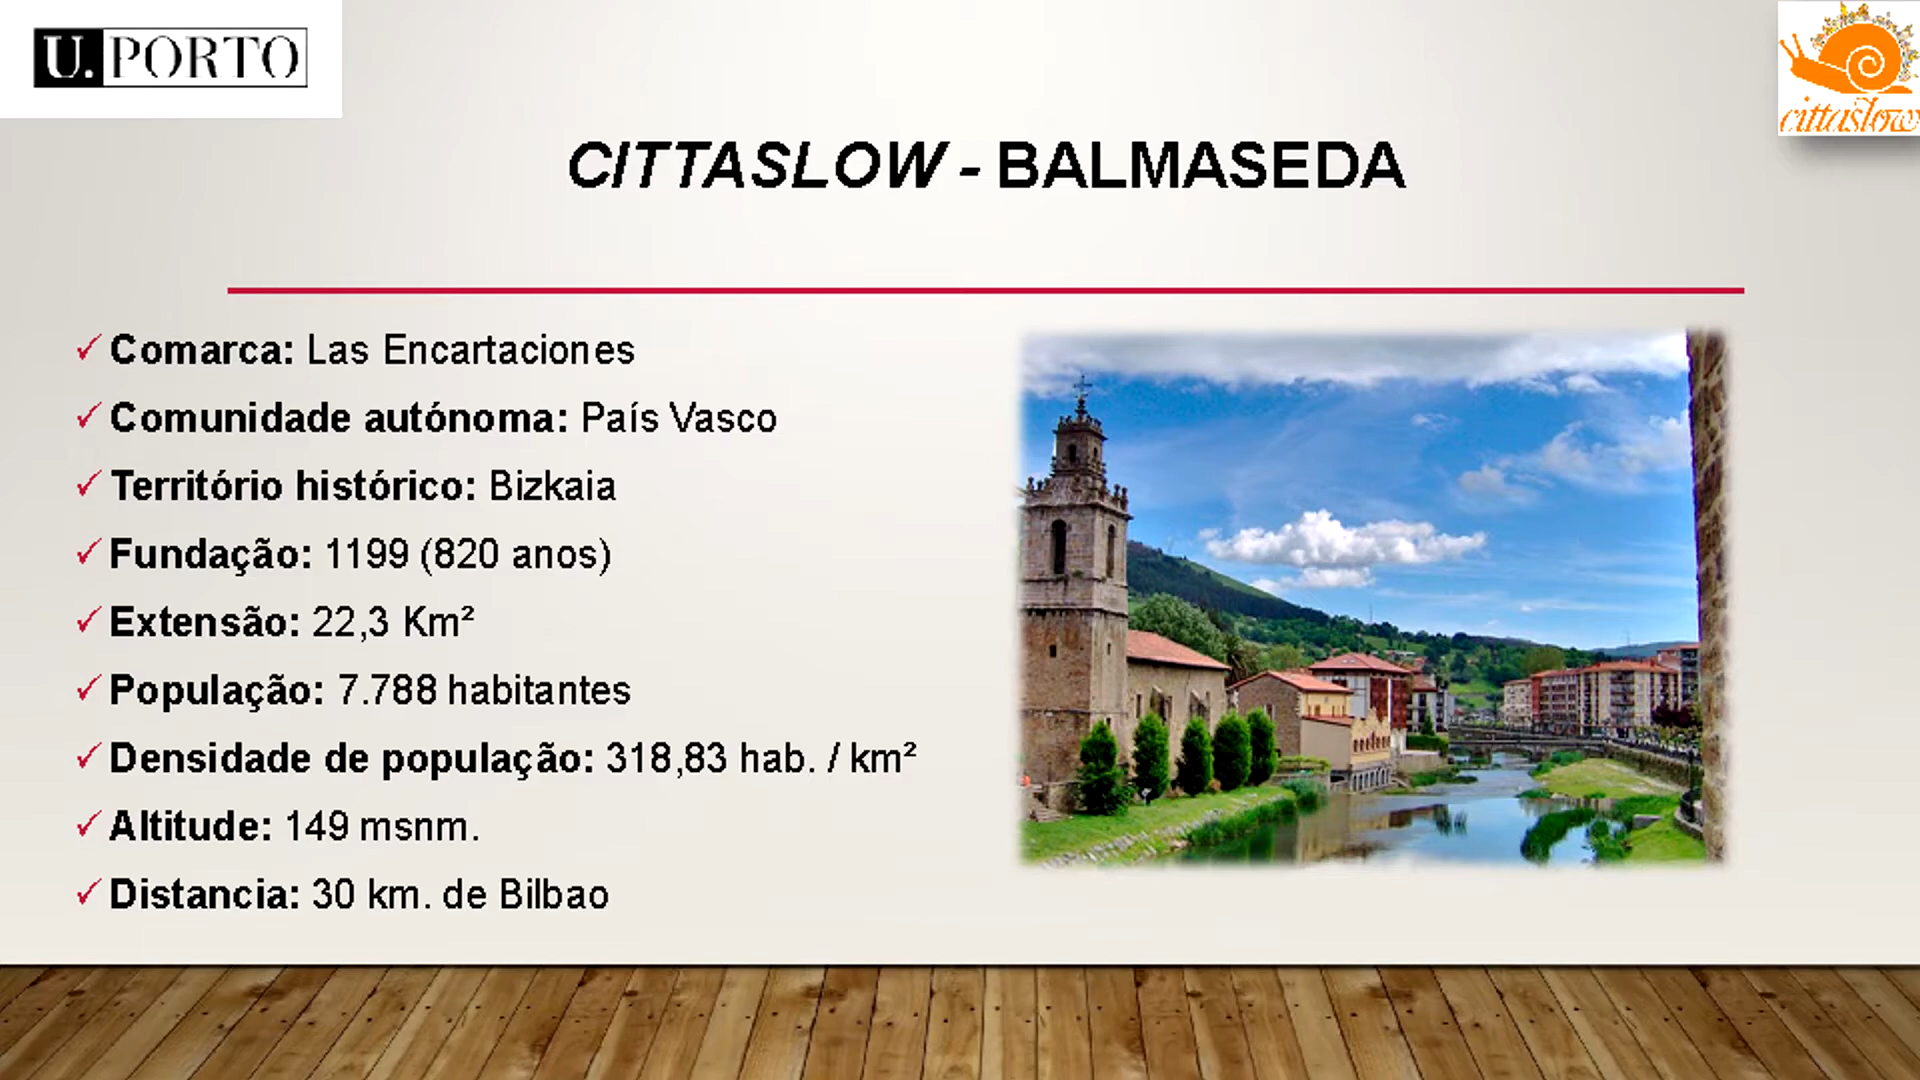 U. PORTO
cittaslow
CITTASLOW - BALMASEDA
Comarca: Las Encartaciones
Comunidade autónoma: País Vasco
Território histórico: Bizkaia
Fundação: 1199 (820 anos)
Extensão: 22,3 Km²
População: 7.788 habitantes
Densidade de população: 318,83 hab. / km²
Altitude: 149 msnm.
Distancia: 30 km. de Bilbao